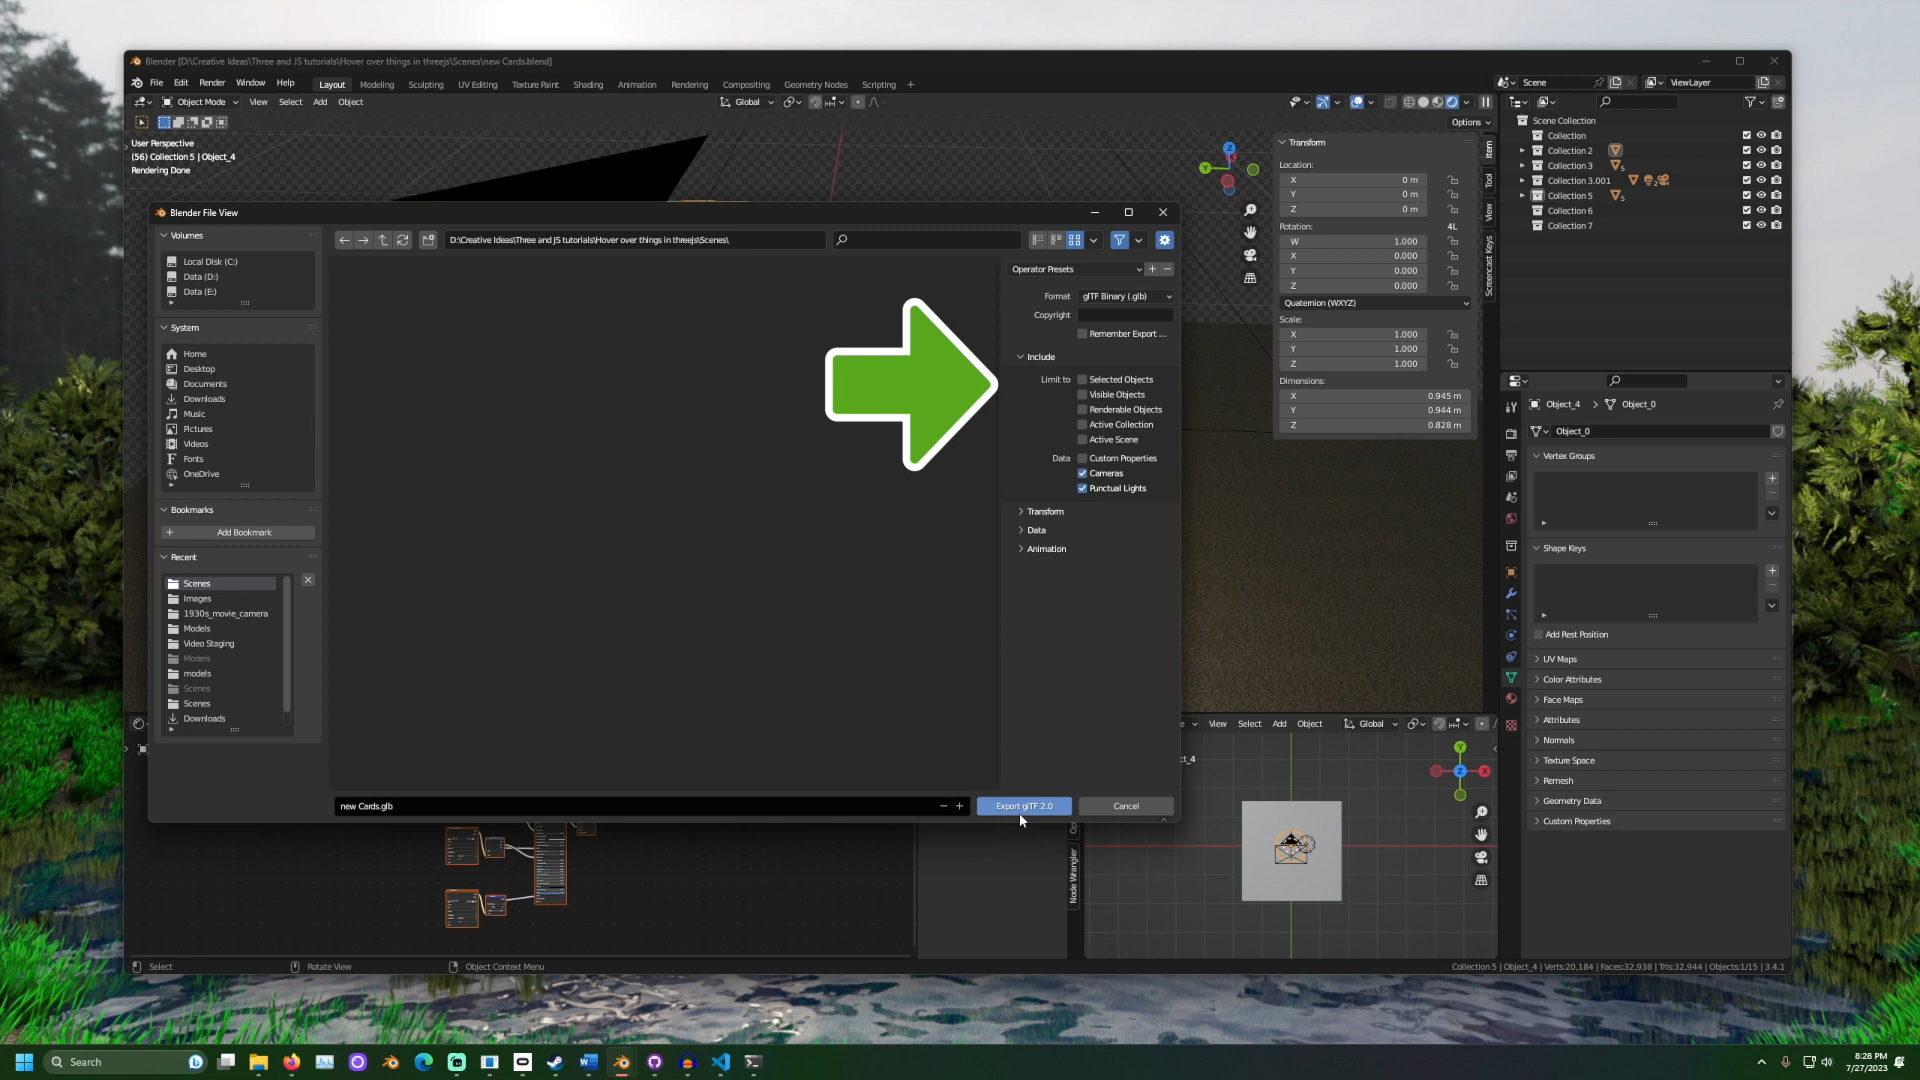 Blender [D:\Creative Ideas\Three and JS tutorials\Hover over things in threejs\Scenes\new Cards.blend]
File Edit Render Window Help Layout Modeling Sculpting UV Editing Texture Paint Shading Animation Rendering Compositing Geometry Nodes Scripting +
Scene
ViewLayer
Object Mode View Select Add Object
Global
Options
User Perspective
(56) Collection 5 | Object_4
Rendering Done
Z
Y
Transform
Location:
X 0 m
Y 0 m
Z 0 m
Rotation: 4L
W 1.000
X 0.000
Y 0.000
Z 0.000
Quaternion (WXYZ)
Scale:
X 1.000
Y 1.000
Z 1.000
Dimensions:
X 0.945 m
Y 0.944 m
Z 0.828 m
Item
Tool
View
Screencast Keys
Scene Collection
Collection
Collection 2
Collection 3
5
Collection 3.001
2
Collection 5
5
Collection 6
Collection 7
Object_4 > Object_0
Object_0
Vertex Groups
Shape Keys
Add Rest Position
UV Maps
Color Attributes
Face Maps
Attributes
Normals
Texture Space
Remesh
Geometry Data
Custom Properties
Blender File View
Volumes
Local Disk (C:)
Data (D:)
Data (E:)
System
Home
Desktop
Documents
Downloads
Music
Pictures
Videos
Fonts
OneDrive
Bookmarks
Add Bookmark
Recent
Scenes
Images
1930s_movie_camera
Models
Video Staging
Models
models
Scenes
Scenes
Downloads
D:\Creative Ideas\Three and JS tutorials\Hover over things in threejs\Scenes\
Operator Presets
Format glTF Binary (.glb)
Copyright
Remember Export ...
Include
Limit to Selected Objects
Visible Objects
Renderable Objects
Active Collection
Active Scene
Data Custom Properties
Cameras
Punctual Lights
Transform
Data
Animation
new Cards.glb
Export glTF 2.0
Cancel
View Select Add Object
Global
ct_4
Y
Z
X
Node Wrangler
Select
Rotate View
Object Context Menu
Collection 5 | Object_4 | Verts:20,184 | Faces:32,938 | Tris:32,944 | Objects:1/15 | 3.4.1
Search
8:28 PM
7/27/2023